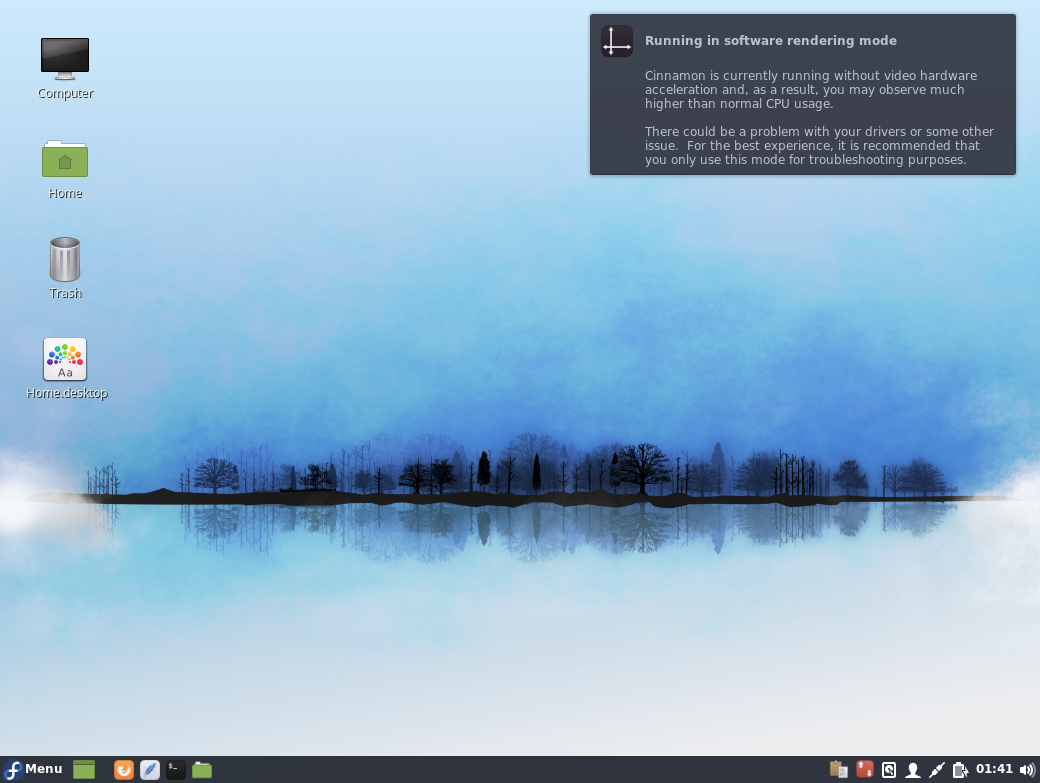 Computer
Home
Trash
Aa
Home.desktop
Running in software rendering mode
Cinnamon is currently running without video hardware
acceleration and, as a result, you may observe much
higher than normal CPU usage.
There could be a problem with your drivers or some other
issue.  For the best experience, it is recommended that
you only use this mode for troubleshooting purposes.
Menu
01:41